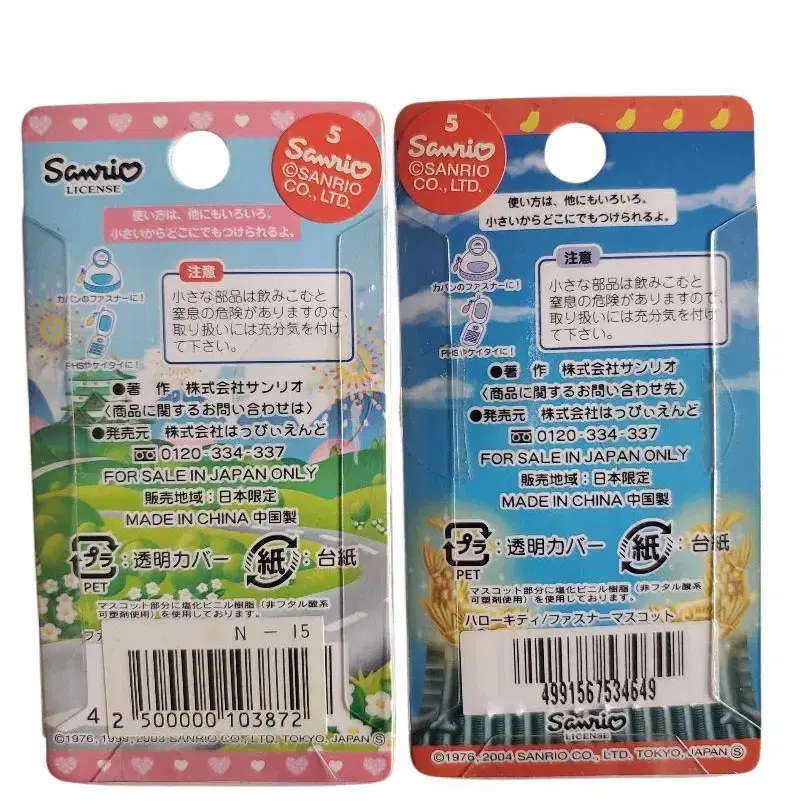 Sanrio
LICENSE
5
Sanrio
©SANRIO
CO., LTD.
使い方は、他にもいろいろ。
小さいからどこにでもつけられるよ。
カバンのファスナーに!
PHSやケイタイに!
注意
小さな部品は飲みこむと
窒息の危険がありますので、
取り扱いには充分気を付け
て下さい。
●著 作 株式会社サンリオ
〈商品に関するお問い合わせは〉
●発売元 株式会社はっぴぃえんど
0120-334-337
FOR SALE IN JAPAN ONLY
販売地域:日本限定
MADE IN CHINA 中国製
プラ
PET
:透明カバー
紙
:台紙
マスコット部分に塩化ビニル樹脂(非フタル酸系
可塑剤使用)を使用しております。
N - 15
4
2 500000 103872
©1976, 1999, 2003 SANRIO CO., LTD. TOKYO, JAPAN Ⓢ
5
Sanrio
©SANRIO
CO., LTD.
使い方は、他にもいろいろ。
小さいからどこにでもつけられるよ。
カバンのファスナーに!
PHSやケイタイに!
注意
小さな部品は飲みこむと
窒息の危険がありますので、
取り扱いには充分気を付け
て下さい。
●著 作 株式会社サンリオ
〈商品に関するお問い合わせ先〉
●発売元 株式会社はっぴぃえんど
0120-334-337
FOR SALE IN JAPAN ONLY
販売地域:日本限定
MADE IN CHINA 中国製
プラ
PET
:透明カバー
紙
:台紙
マスコット部分に塩化ビニル樹脂(非フタル酸系
可塑剤使用)を使用しております。
ハローキティ/ファスナーマスコット
4991567534649
Sanrio
LICENSE
©1976, 2004 SANRIO CO., LTD. TOKYO, JAPAN Ⓢ